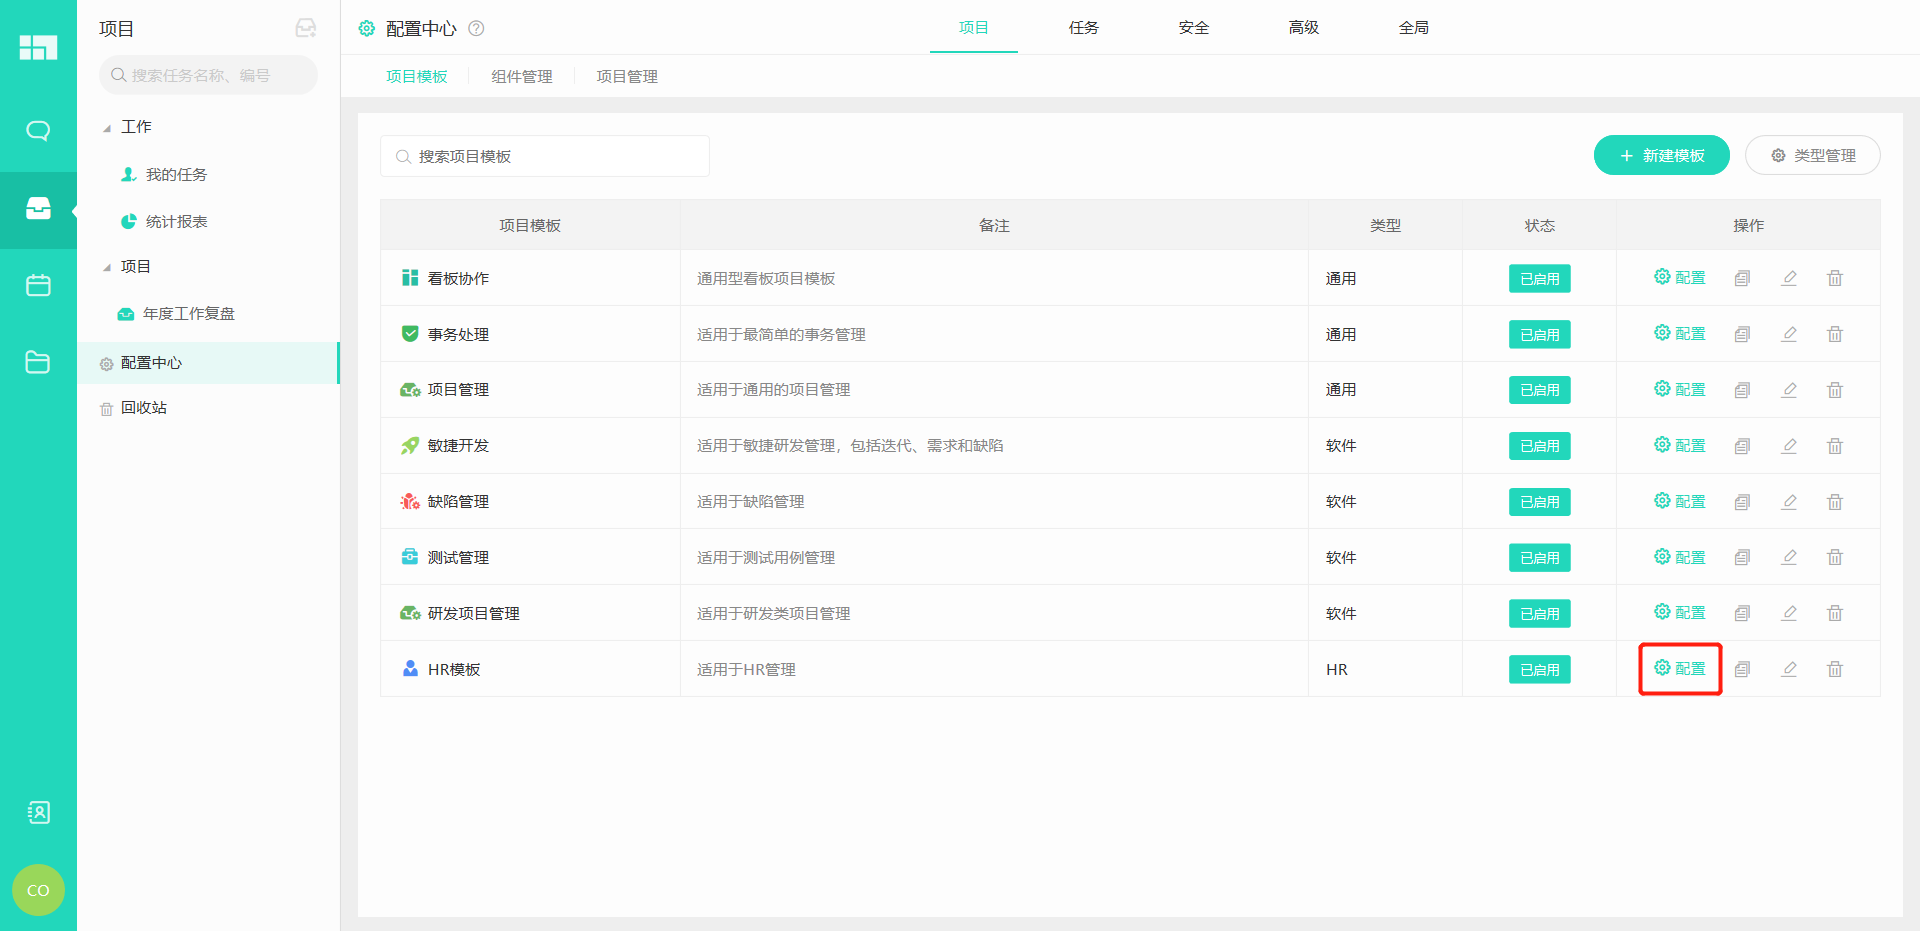 项目
搜索任务名称、编号
工作
我的任务
统计报表
项目
年度工作复盘
配置中心
回收站
CO
配置中心 ?
项目 任务 安全 高级 全局
项目模板 组件管理 项目管理
搜索项目模板
+ 新建模板 类型管理
项目模板 备注 类型 状态 操作
看板协作 通用型看板项目模板 通用 已启用 配置
事务处理 适用于最简单的事务管理 通用 已启用 配置
项目管理 适用于通用的项目管理 通用 已启用 配置
敏捷开发 适用于敏捷研发管理，包括迭代、需求和缺陷 软件 已启用 配置
缺陷管理 适用于缺陷管理 软件 已启用 配置
测试管理 适用于测试用例管理 软件 已启用 配置
研发项目管理 适用于研发类项目管理 软件 已启用 配置
HR模板 适用于HR管理 HR 已启用 配置